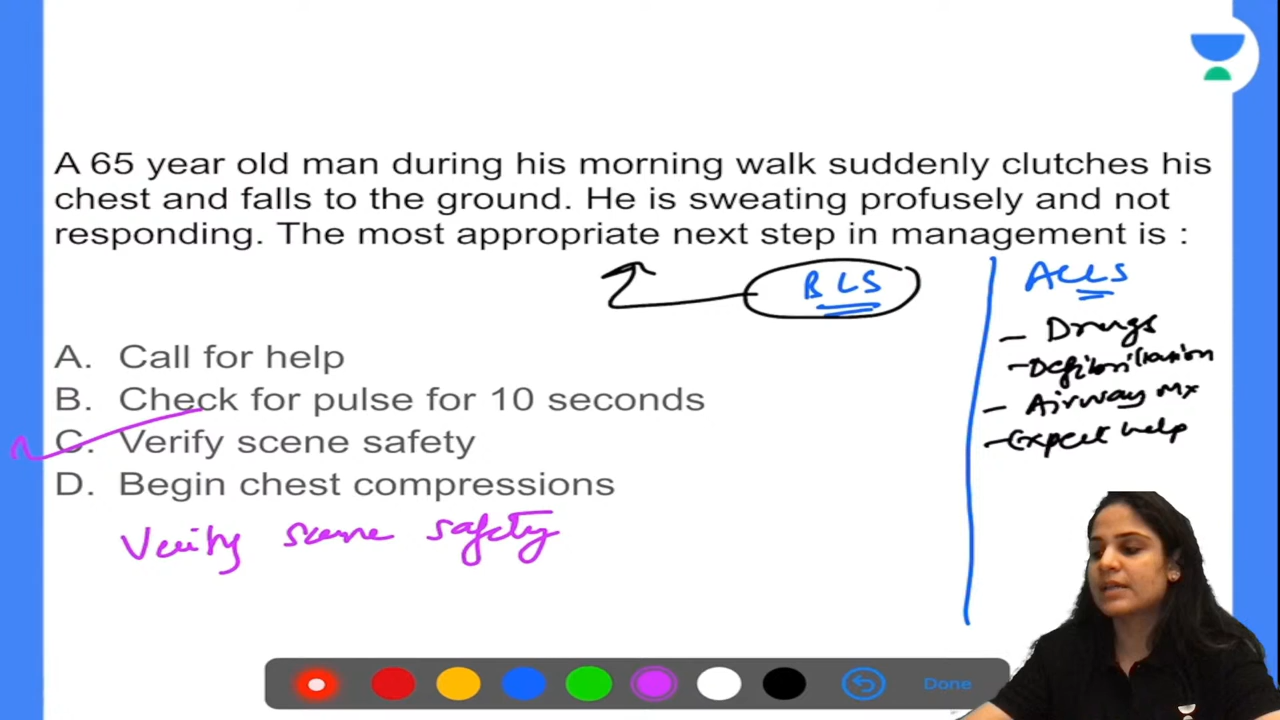 A 65 year old man during his morning walk suddenly clutches his
chest and falls to the ground. He is sweating profusely and not
responding. The most appropriate next step in management is :
BLS
ACLS
- Drugs
- Defibrillation
- Airway Mx
- Expert help
A. Call for help
B. Check for pulse for 10 seconds
C. Verify scene safety
D. Begin chest compressions
Verify scene safety
Done